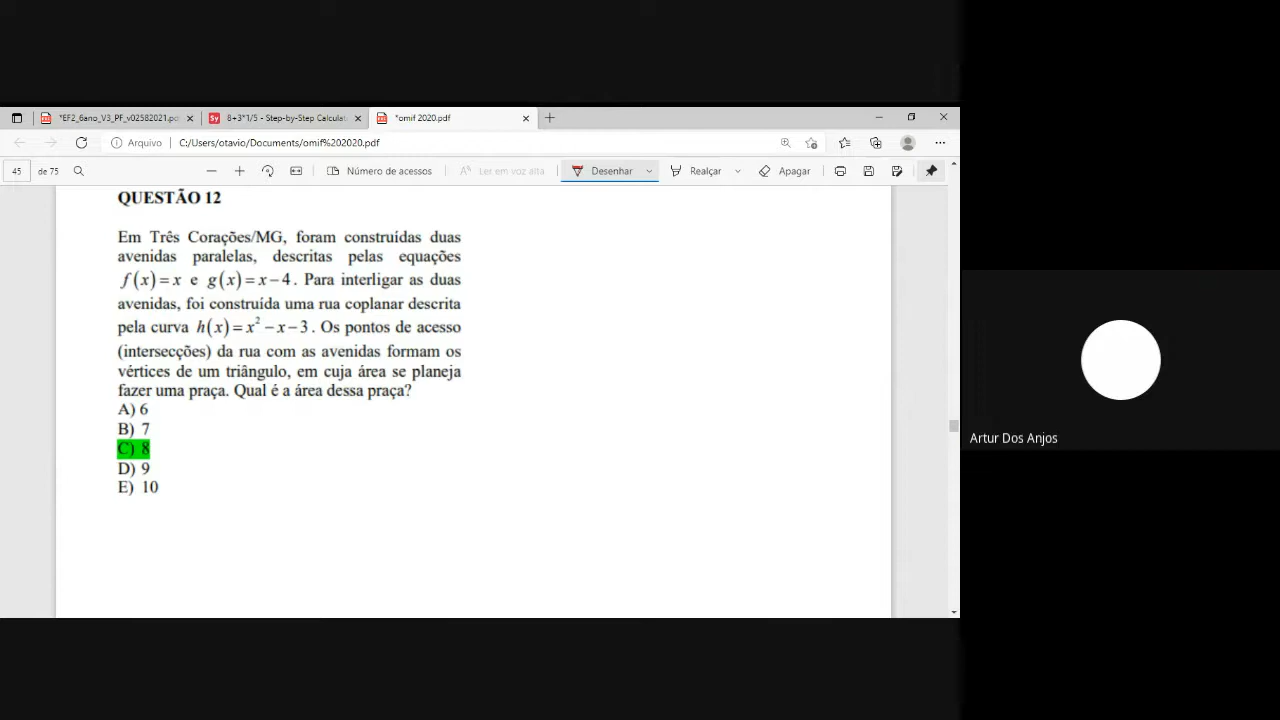 *EF2_6ano_V3_PF_v02582021.pd
8+3*1/5 - Step-by-Step Calculat
*omif 2020.pdf
Arquivo
C:/Users/otavio/Documents/omif%202020.pdf
45
de 75
Número de acessos
Ler em voz alta
Desenhar
Realçar
Apagar
QUESTÃO 12
Em Três Corações/MG, foram construídas duas
avenidas paralelas, descritas pelas equações
f(x)=x e g(x)=x-4. Para interligar as duas
avenidas, foi construída uma rua coplanar descrita
pela curva h(x)=x²-x-3. Os pontos de acesso
(intersecções) da rua com as avenidas formam os
vértices de um triângulo, em cuja área se planeja
fazer uma praça. Qual é a área dessa praça?
A) 6
B) 7
C) 8
D) 9
E) 10
Artur Dos Anjos